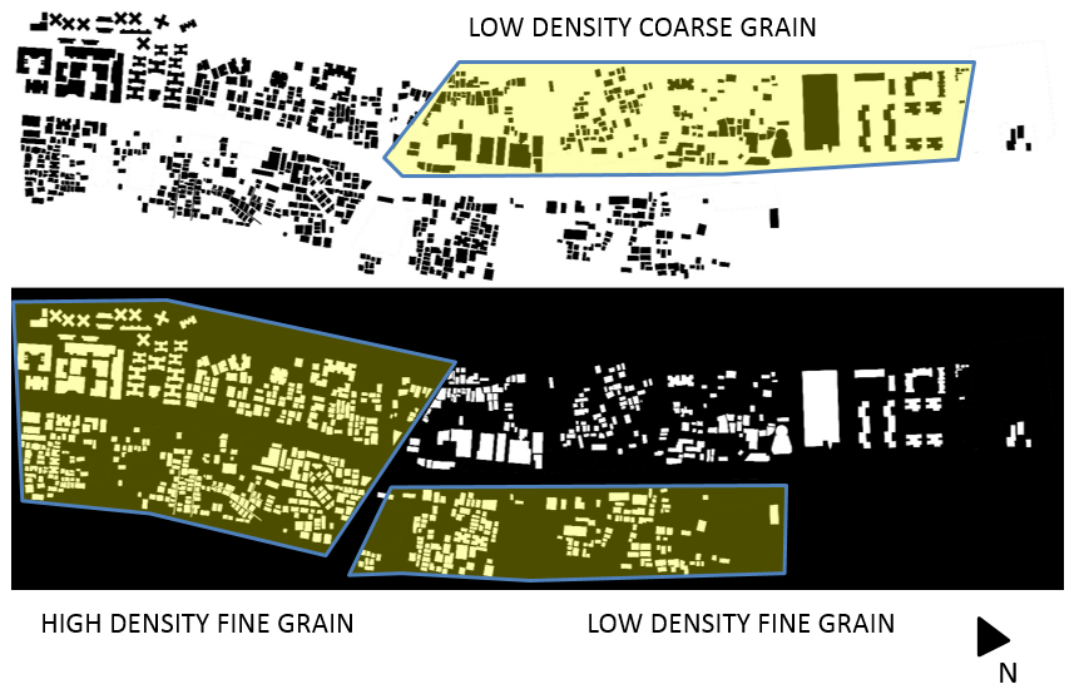 LOW DENSITY COARSE GRAIN
HIGH DENSITY FINE GRAIN
LOW DENSITY FINE GRAIN
N